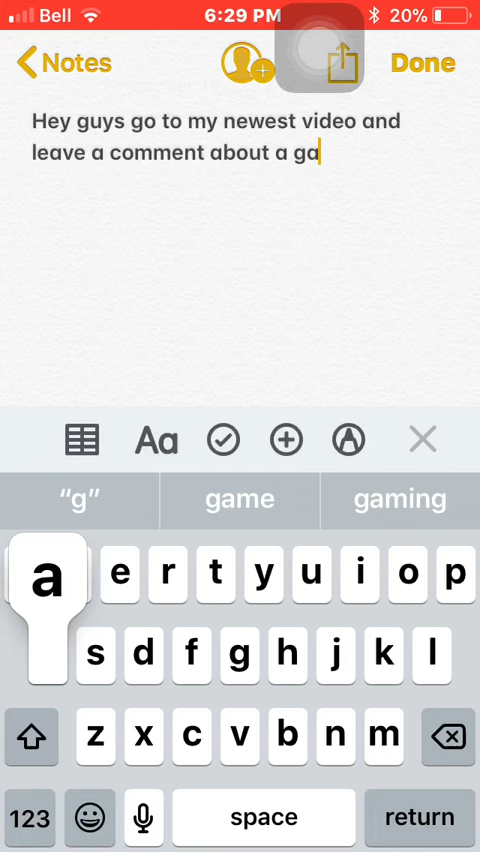 Bell 6:29 PM 20%
Notes Done
Hey guys go to my newest video and
leave a comment about a ga
Aa
“g” game gaming
a e r t y u i o p
s d f g h j k l
z x c v b n m
123 space return